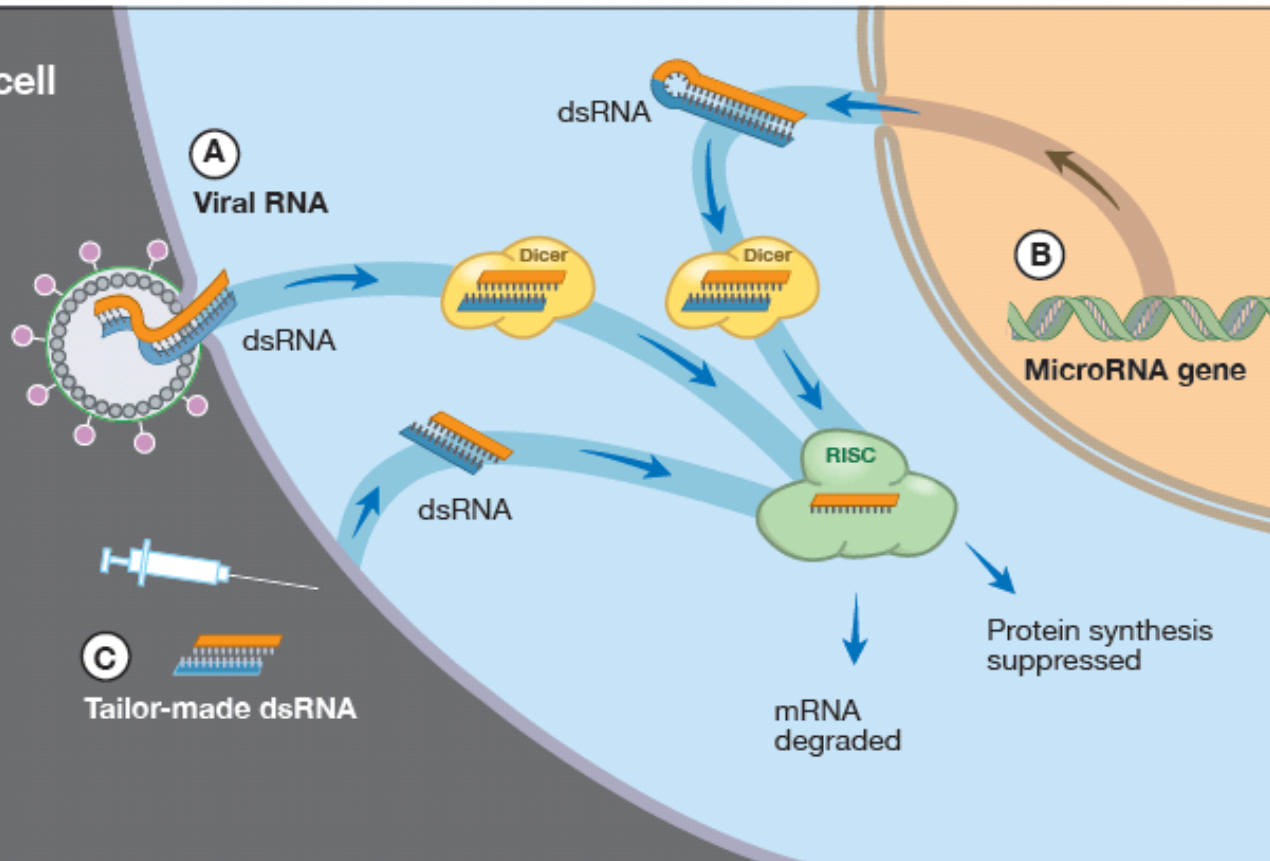 cell
A
Viral RNA
dsRNA
Dicer
Dicer
B
MicroRNA gene
dsRNA
dsRNA
RISC
C
Tailor-made dsRNA
Protein synthesis
suppressed
mRNA
degraded